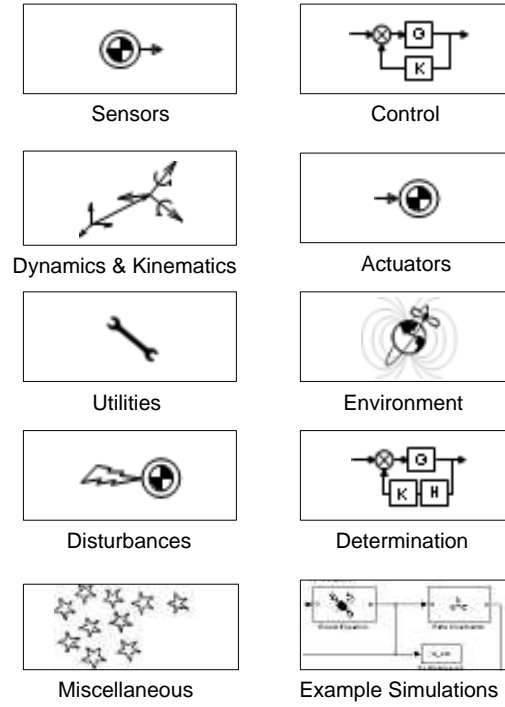 Sensors
G
K
Control
Dynamics & Kinematics
Actuators
Utilities
Environment
Disturbances
G
K H
Determination
Miscellaneous
Example Simulations